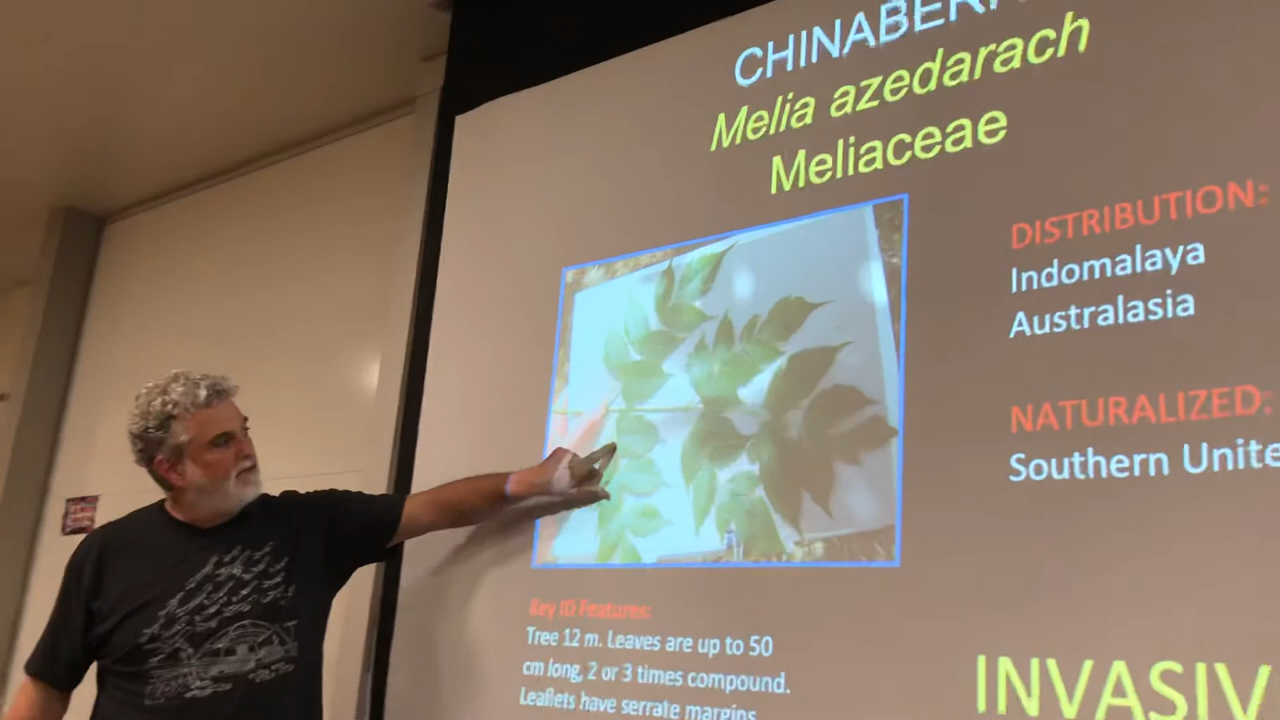 CHINABERR
Melia azedarach
Meliaceae
DISTRIBUTION:
Indomalaya
Australasia
NATURALIZED:
Southern Unite
Key ID Features:
Tree 12 m. Leaves are up to 50
cm long, 2 or 3 times compound.
Leaflets have serrate margins
INVASIV